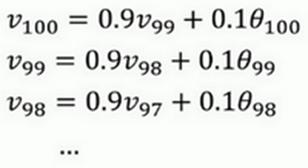 v₁₀₀ = 0.9v₉₉ + 0.1θ₁₀₀
v₉₉ = 0.9v₉₈ + 0.1θ₉₉
v₉₈ = 0.9v₉₇ + 0.1θ₉₈
...